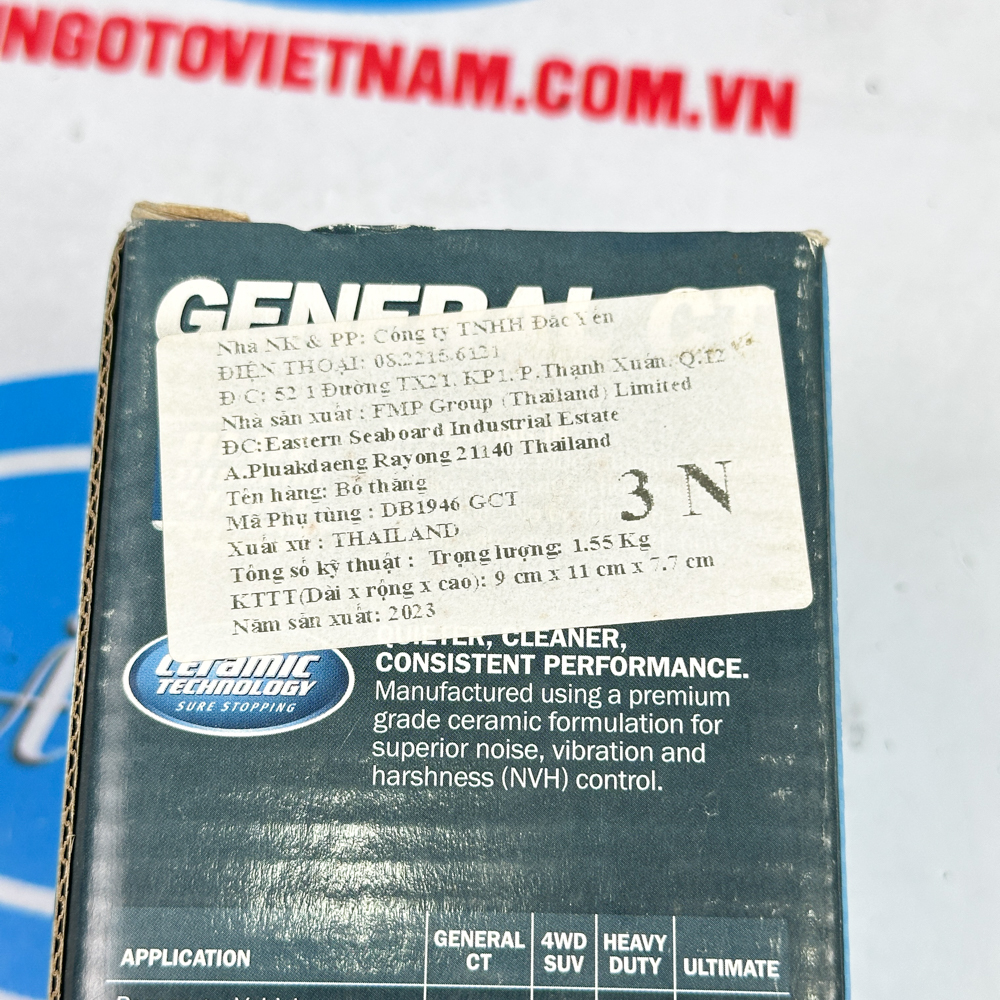 NGOTOVIETNAM.COM.VN
GENERAL CT
Nhà NK & PP: Công ty TNHH Đắc Yến
ĐIỆN THOẠI: 08.2215.6121
Đ/C: 52/1 Đường TX21, KP1, P.Thạnh Xuân, Q.12
Nhà sản xuất : FMP Group (Thailand) Limited
ĐC:Eastern Seaboard Industrial Estate
A.Pluakdaeng Rayong 21140 Thailand
Tên hàng: Bố thắng
Mã Phụ tùng : DB1946 GCT
3 N
Xuất xứ : THAILAND
Tổng số kỹ thuật : Trọng lượng: 1.55 Kg
KTTT(Dài x rộng x cao): 9 cm x 11 cm x 7.7 cm
Năm sản xuất: 2023
Ceramic
TECHNOLOGY
SURE STOPPING
QUIETER, CLEANER,
CONSISTENT PERFORMANCE.
Manufactured using a premium
grade ceramic formulation for
superior noise, vibration and
harshness (NVH) control.
APPLICATION
GENERAL CT
4WD SUV
HEAVY DUTY
ULTIMATE